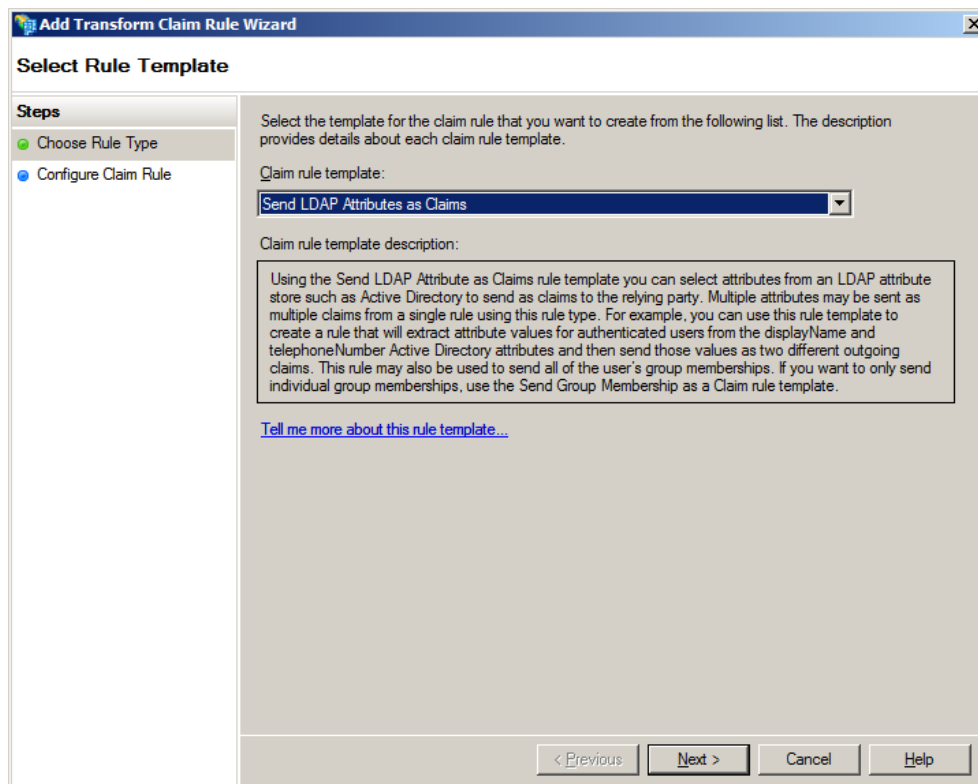 Add Transform Claim Rule Wizard
Select Rule Template
Steps
Choose Rule Type
Configure Claim Rule
Select the template for the claim rule that you want to create from the following list. The description
provides details about each claim rule template.
Claim rule template:
Send LDAP Attributes as Claims
Claim rule template description:
Using the Send LDAP Attribute as Claims rule template you can select attributes from an LDAP attribute
store such as Active Directory to send as claims to the relying party. Multiple attributes may be sent as
multiple claims from a single rule using this rule type. For example, you can use this rule template to
create a rule that will extract attribute values for authenticated users from the displayName and
telephoneNumber Active Directory attributes and then send those values as two different outgoing
claims. This rule may also be used to send all of the user's group memberships. If you want to only send
individual group memberships, use the Send Group Membership as a Claim rule template.
Tell me more about this rule template...
< Previous
Next >
Cancel
Help